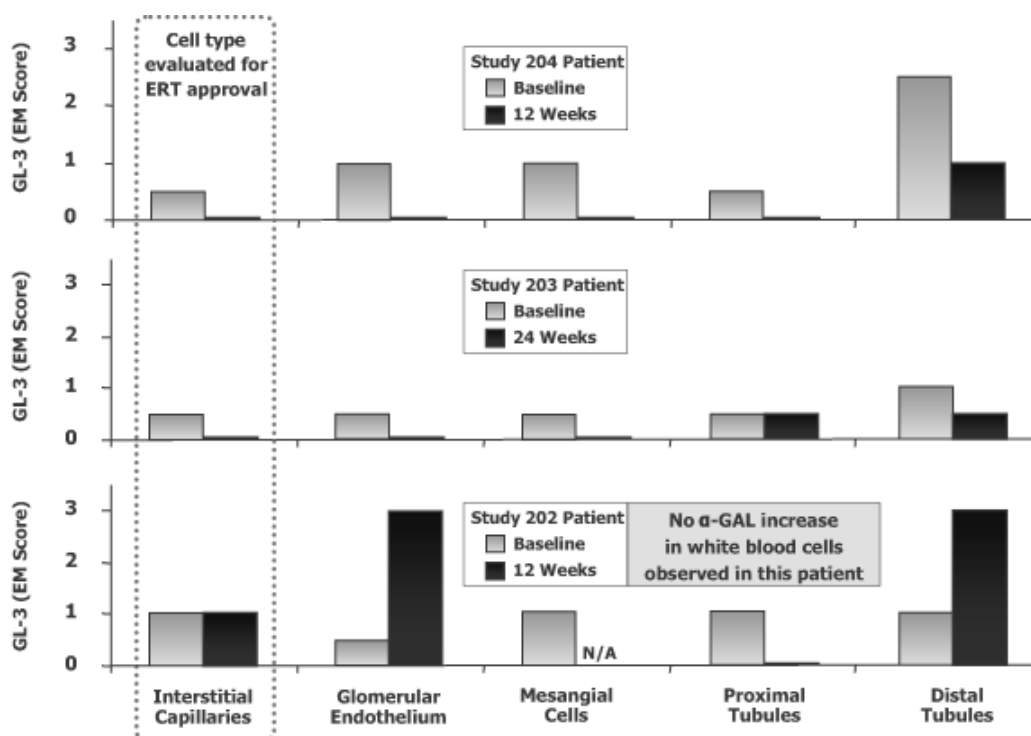 Cell type
evaluated for
ERT approval
GL-3 (EM Score)
3
2
1
0
Study 204 Patient
Baseline
12 Weeks
GL-3 (EM Score)
3
2
1
0
Study 203 Patient
Baseline
24 Weeks
GL-3 (EM Score)
3
2
1
0
Study 202 Patient
Baseline
12 Weeks
No α-GAL increase
in white blood cells
observed in this patient
N/A
Interstitial
Capillaries
Glomerular
Endothelium
Mesangial
Cells
Proximal
Tubules
Distal
Tubules